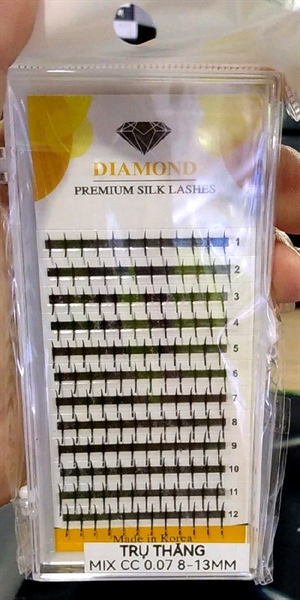 DIAMOND
PREMIUM SILK LASHES
1
2
3
4
5
6
7
8
9
10
11
12
Made in Korea
TRỤ THẲNG
MIX CC 0.07 8-13MM